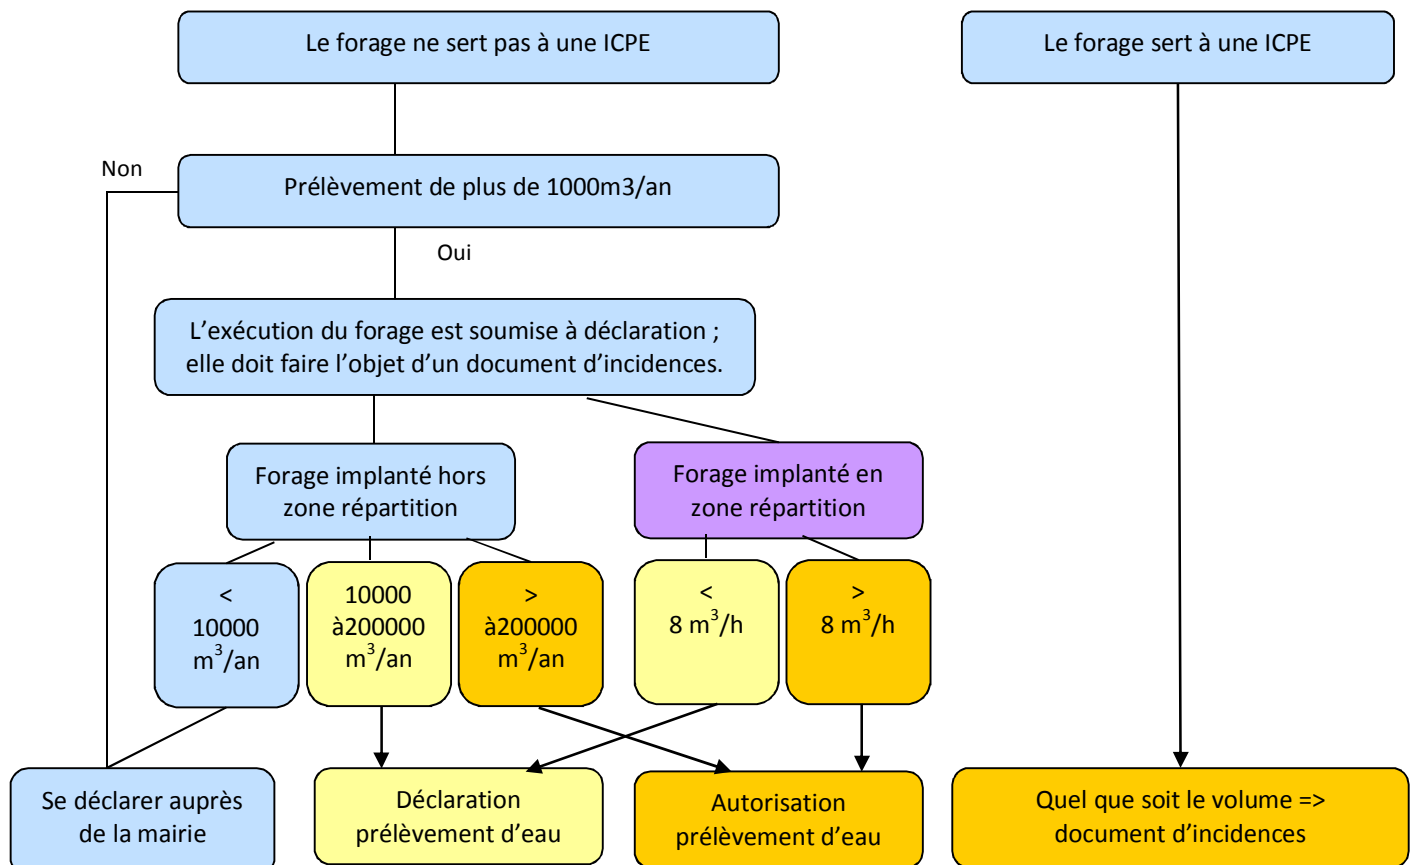 Le forage ne sert pas à une ICPE
Le forage sert à une ICPE
Non
Prélèvement de plus de 1000m3/an
Oui
L’exécution du forage est soumise à déclaration ;
elle doit faire l’objet d’un document d’incidences.
Forage implanté hors
zone répartition
Forage implanté en
zone répartition
<
10000
m³/an
10000
à200000
m³/an
>
à200000
m³/an
<
8 m³/h
>
8 m³/h
Se déclarer auprès
de la mairie
Déclaration
prélèvement d’eau
Autorisation
prélèvement d’eau
Quel que soit le volume =>
document d’incidences